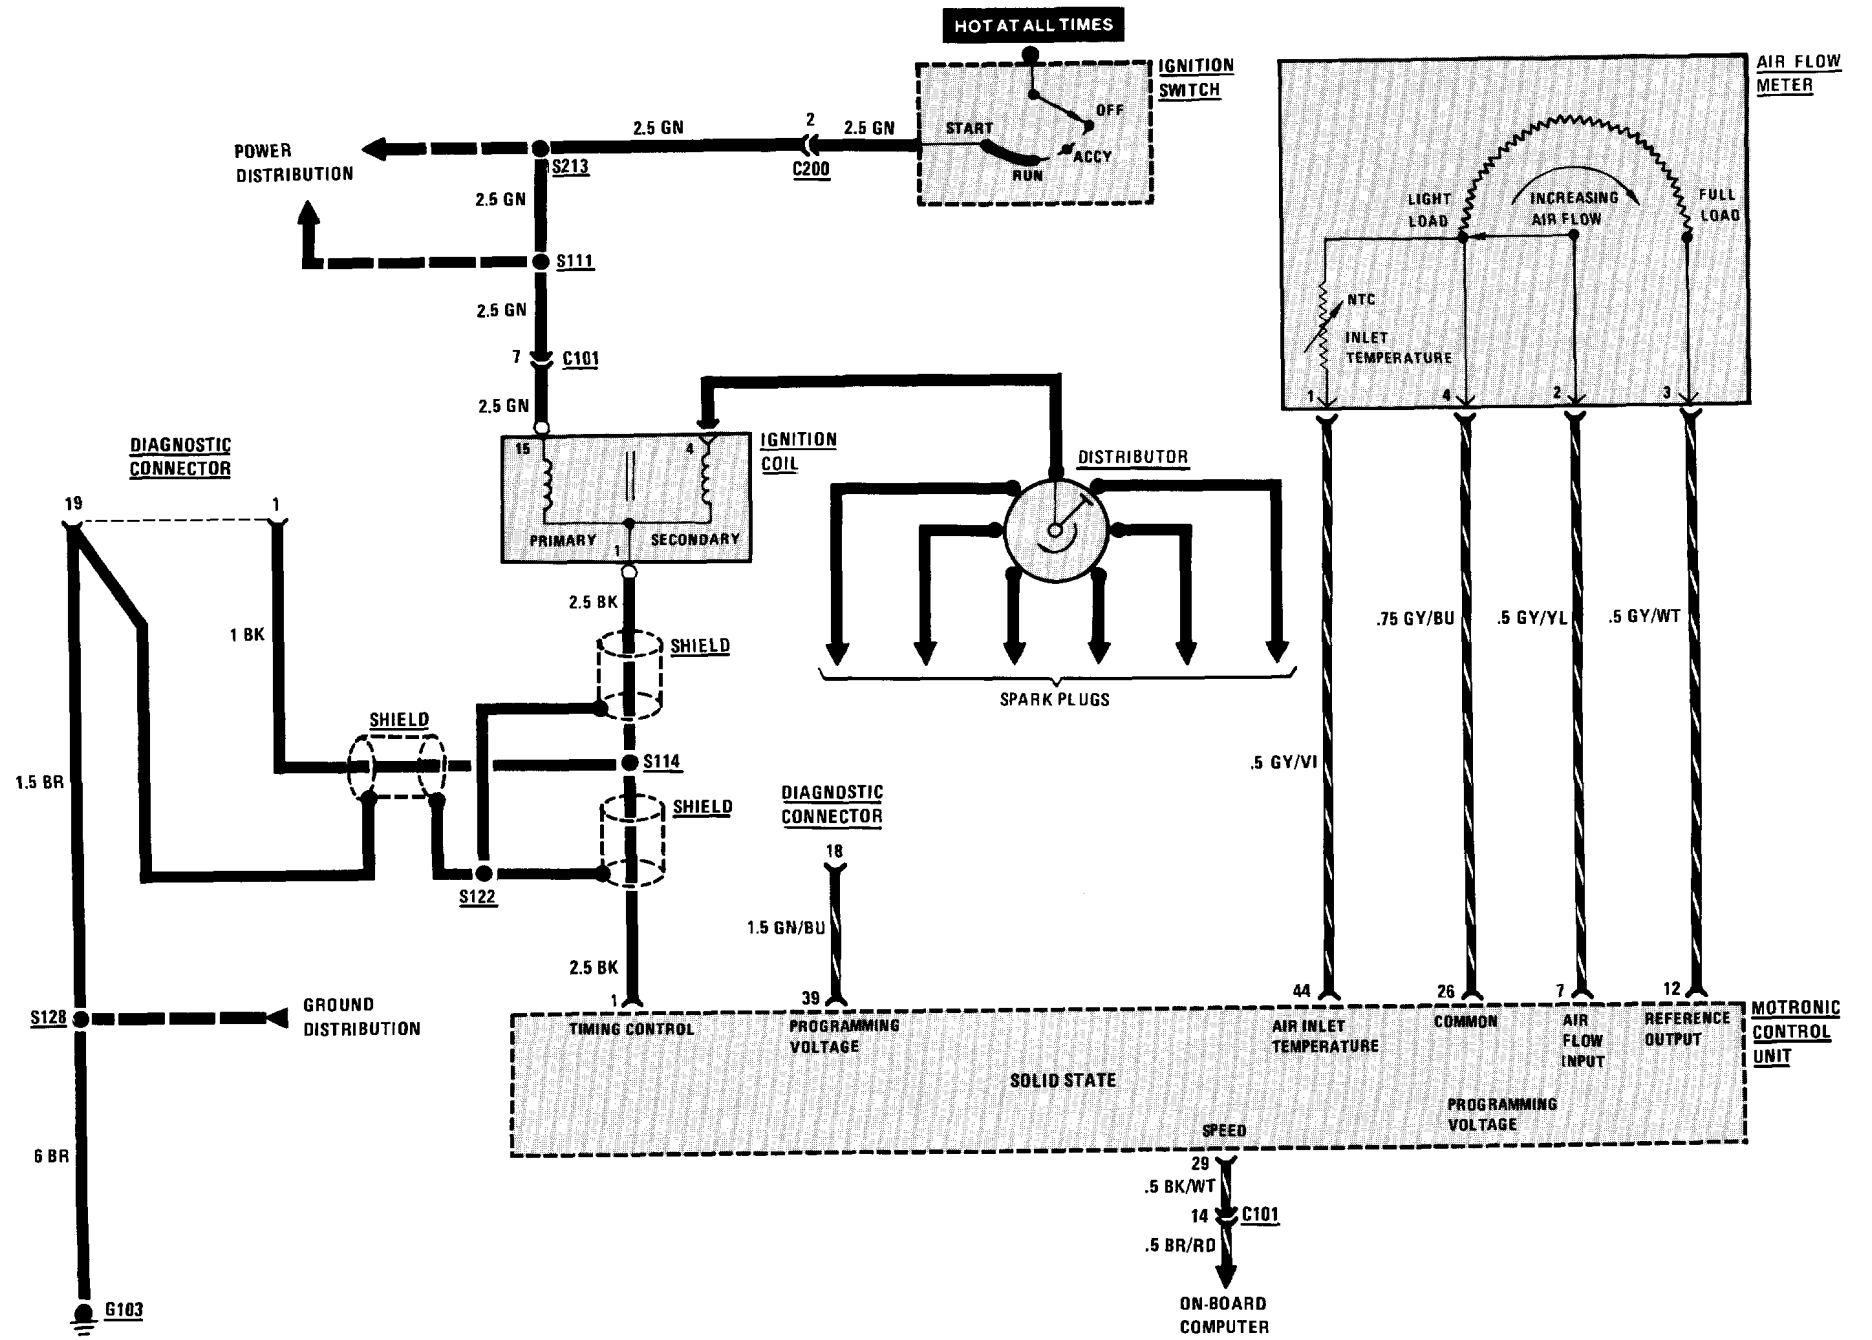 HOT AT ALL TIMES
IGNITION
SWITCH
OFF
START
ACCY
RUN
2.5 GN
2
2.5 GN
C200
POWER
DISTRIBUTION
S213
2.5 GN
S111
2.5 GN
7
C101
2.5 GN
AIR FLOW
METER
LIGHT
LOAD
INCREASING
AIR FLOW
FULL
LOAD
NTC
INLET
TEMPERATURE
1
4
2
3
DIAGNOSTIC
CONNECTOR
19
1
15
4
IGNITION
COIL
PRIMARY
1
SECONDARY
DISTRIBUTOR
2.5 BK
1 BK
SHIELD
SPARK PLUGS
.75 GY/BU
.5 GY/YL
.5 GY/WT
SHIELD
S114
.5 GY/VI
1.5 BR
SHIELD
DIAGNOSTIC
CONNECTOR
18
S122
1.5 GN/BU
2.5 BK
1
39
44
26
7
12
S128
GROUND
DISTRIBUTION
TIMING CONTROL
PROGRAMMING
VOLTAGE
AIR INLET
TEMPERATURE
COMMON
AIR
FLOW
INPUT
REFERENCE
OUTPUT
MOTRONIC
CONTROL
UNIT
SOLID STATE
PROGRAMMING
VOLTAGE
SPEED
6 BR
29
.5 BK/WT
14
C101
.5 BR/RD
G103
ON-BOARD
COMPUTER